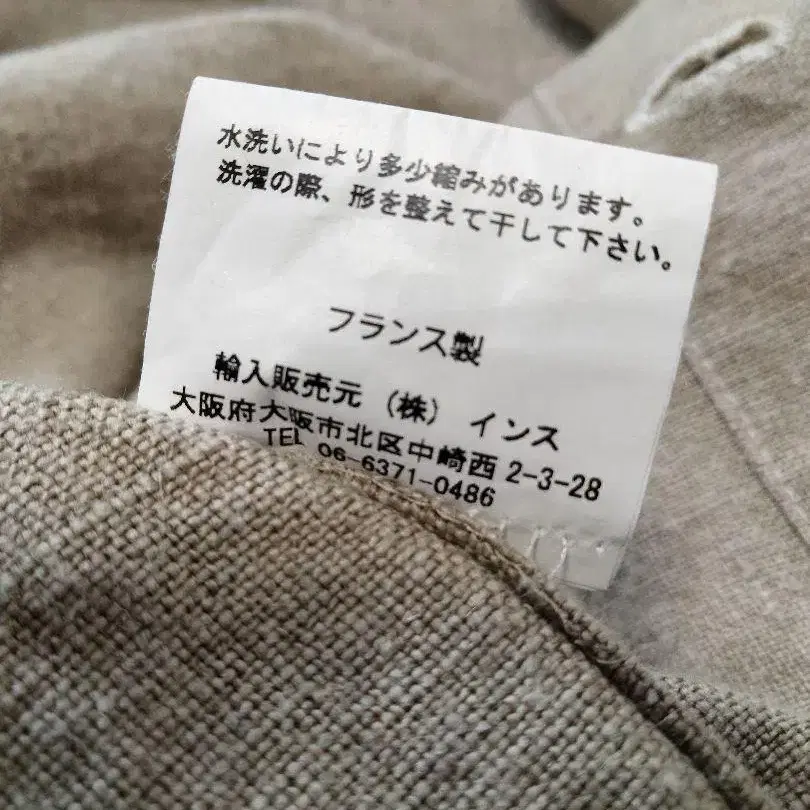 水洗いにより多少縮みがあります。
洗濯の際、形を整えて干して下さい。
フランス製
輸入販売元 (株) インス
大阪府大阪市北区中崎西 2-3-28
TEL 06-6371-0486